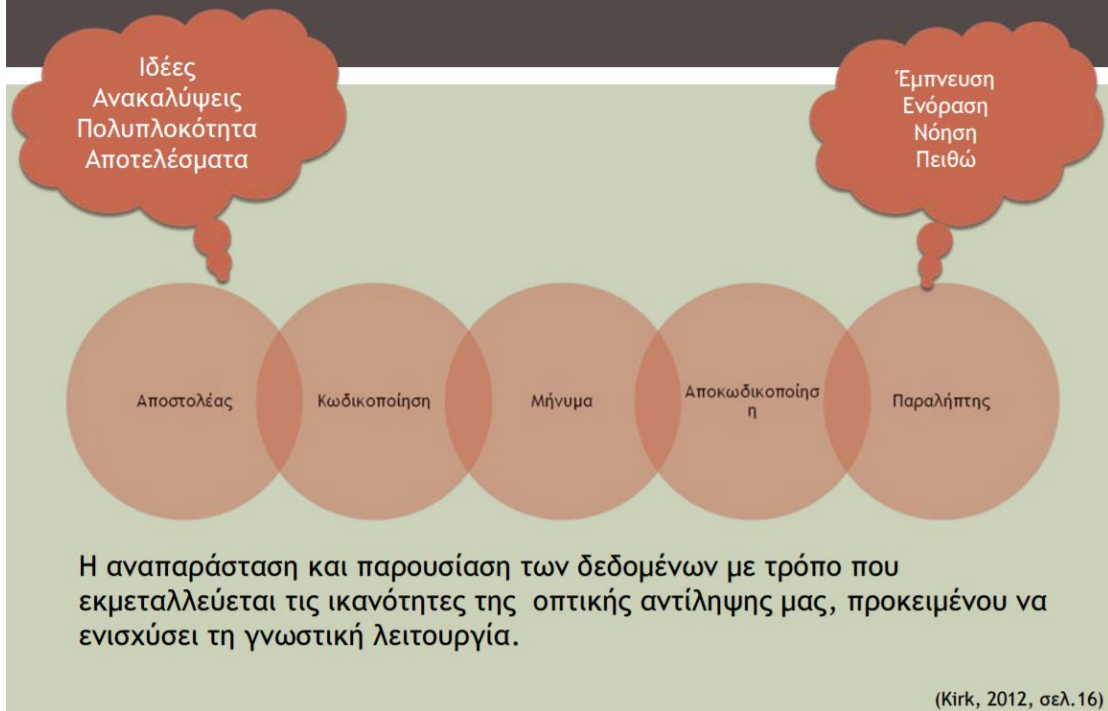 Ιδέες
Ανακαλύψεις
Πολυπλοκότητα
Αποτελέσματα
Έμπνευση
Ενόραση
Νόηση
Πειθώ
Αποστολέας
Κωδικοποίηση
Μήνυμα
Αποκωδικοποίησ
η
Παραλήπτης
Η αναπαράσταση και παρουσίαση των δεδομένων με τρόπο που
εκμεταλλεύεται τις ικανότητες της οπτικής αντίληψης μας, προκειμένου να
ενισχύσει τη γνωστική λειτουργία.
(Kirk, 2012, σελ.16)